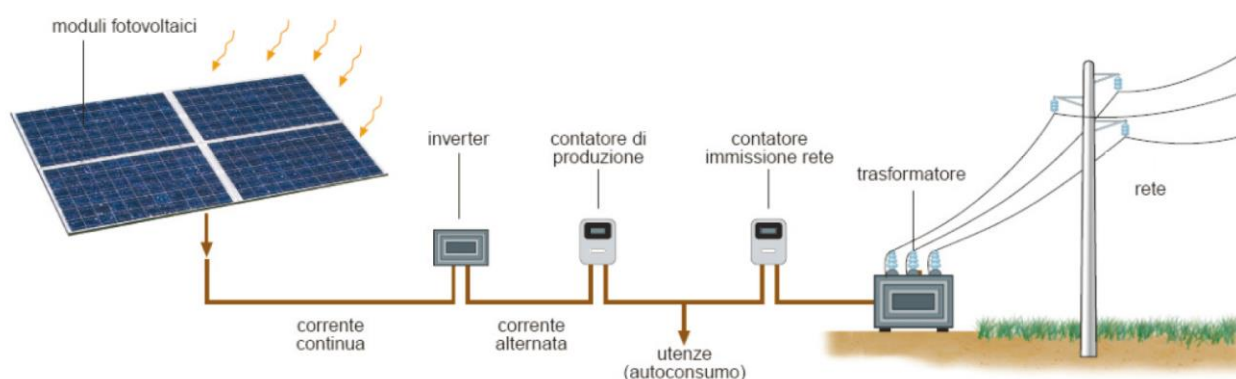 moduli fotovoltaici
inverter
contatore di
produzione
contatore
immissione rete
trasformatore
rete
corrente
continua
corrente
alternata
utenze
(autoconsumo)